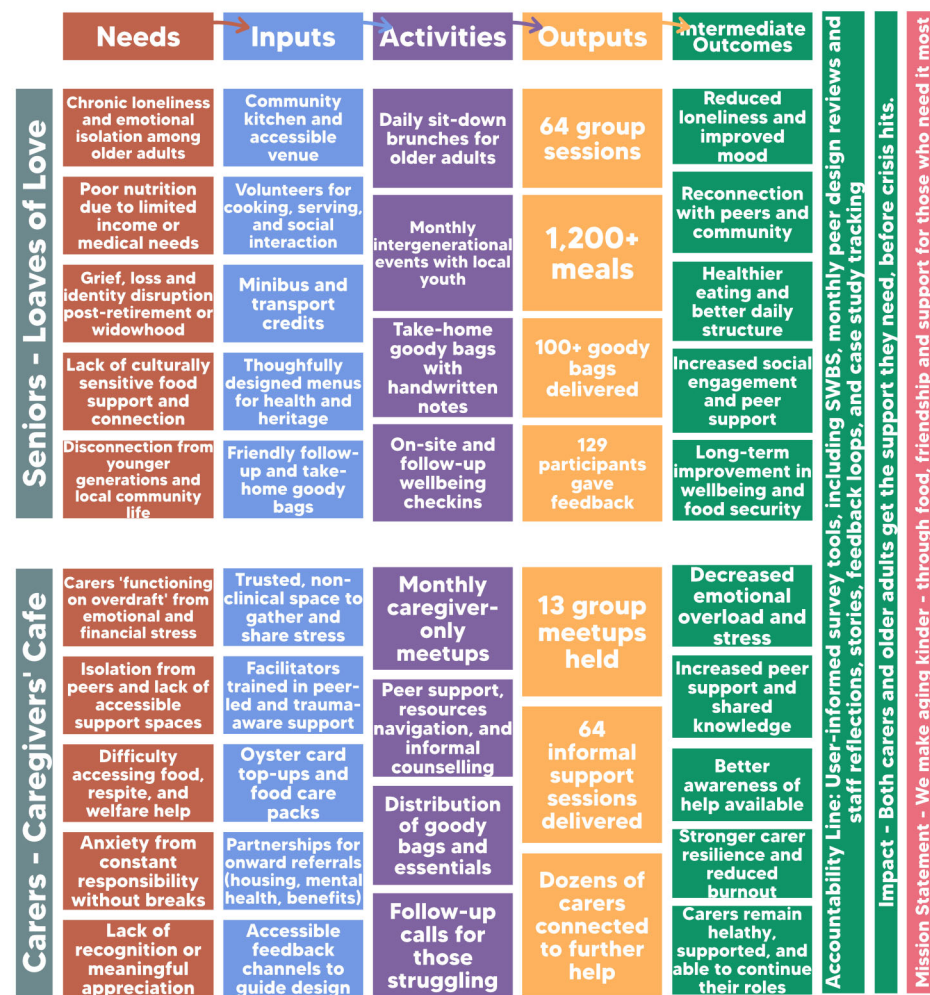 Needs
Inputs
Activities
Outputs
Intermediate
Outcomes
Seniors - Loaves of Love
Chronic loneliness
and emotional
isolation among
older adults.
Poor nutrition
due to limited
income or
medical needs
Grief, loss and
identity disruption
post-retirement or
widowhood
Lack of culturally
sensitive food
support and
connection
Disconnection from
younger
generations and
local community
life
Community
kitchen and
accessible
venue
Volunteers for
cooking, serving,
and social
interaction
Minibus and
transport
credits
Thoughfully
designed menus
for health and
heritage
Friendly follow-
up and take-
home goody
bags
Daily sit-down
brunches for
older adults
Monthly
intergenerational
events with local
youth
Take-home
goody bags
with
handwritten
notes
On-site and
follow-up
wellbeing
checkins
64 group
sessions
1,200+
meals
100+ goody
bags
delivered
129
participants
gave
feedback
Reduced
loneliness and
improved
mood
Reconnection
with peers and
community
Healthier
eating and
better daily
structure
Increased social
engagement
and peer
support
Long-term
improvement in
wellbeing and
food security
Carers - Caregivers' Cafe
Carers 'functioning
on overdraft' from
emotional and
financial stress
Isolation from
peers and lack of
accessible
support spaces
Difficulty
accessing food,
respite, and
welfare help
Anxiety from
constant
responsibility
without breaks
Lack of
recognition or
meaningful
appreciation
Trusted, non-
clinical space to
gather and
share stress
Facilitators
trained in peer-
led and trauma-
aware support
Oyster card
top-ups and
food care
packs
Partnerships for
onward referrals
(housing, mental
health, benefits)
Accessible
feedback
channels to
guide design
Monthly
caregiver-
only
meetups
Peer support,
resources
navigation, and
informal
counselling
Distribution
of goody
bags and
essentials
Follow-up
calls for
those
struggling
13 group
meetups
held
64
informal
support
sessions
delivered
Dozens of
carers
connected
to further
help
Decreased
emotional
overload and
stress
Increased peer
support and
shared
knowledge
Better
awareness of
help available
Stronger carer
resilience and
reduced
burnout
Carers remain
helathy,
supported, and
able to continue
their roles
Accountability Line: User-informed survey tools, including SWBS, monthly peer design reviews and
staff reflections, stories, feedback loops, and case study tracking
Impact - Both carers and older adults get the support they need, before crisis hits.
Mission Statement - We make aging kinder - through food, friendship and support for those who need it most